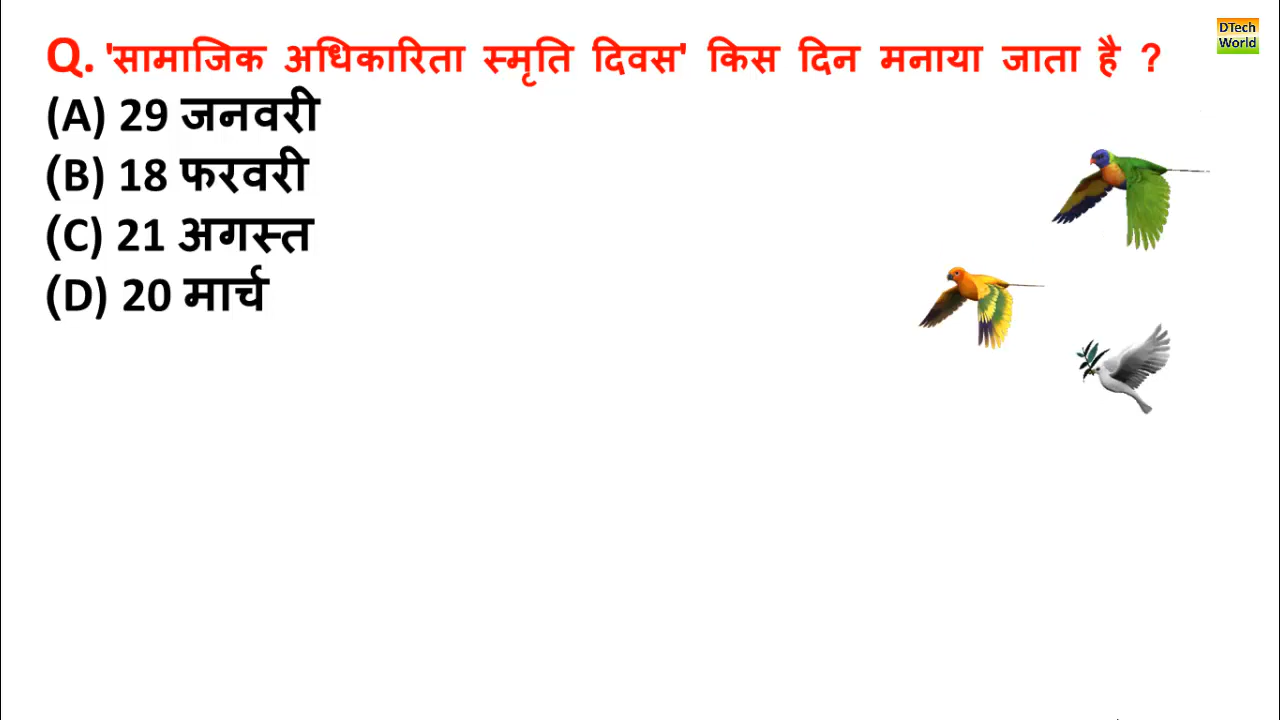 Q. 'सामाजिक अधिकारिता स्मृति दिवस' किस दिन मनाया जाता है ?
(A) 29 जनवरी
(B) 18 फरवरी
(C) 21 अगस्त
(D) 20 मार्च
DTech
World